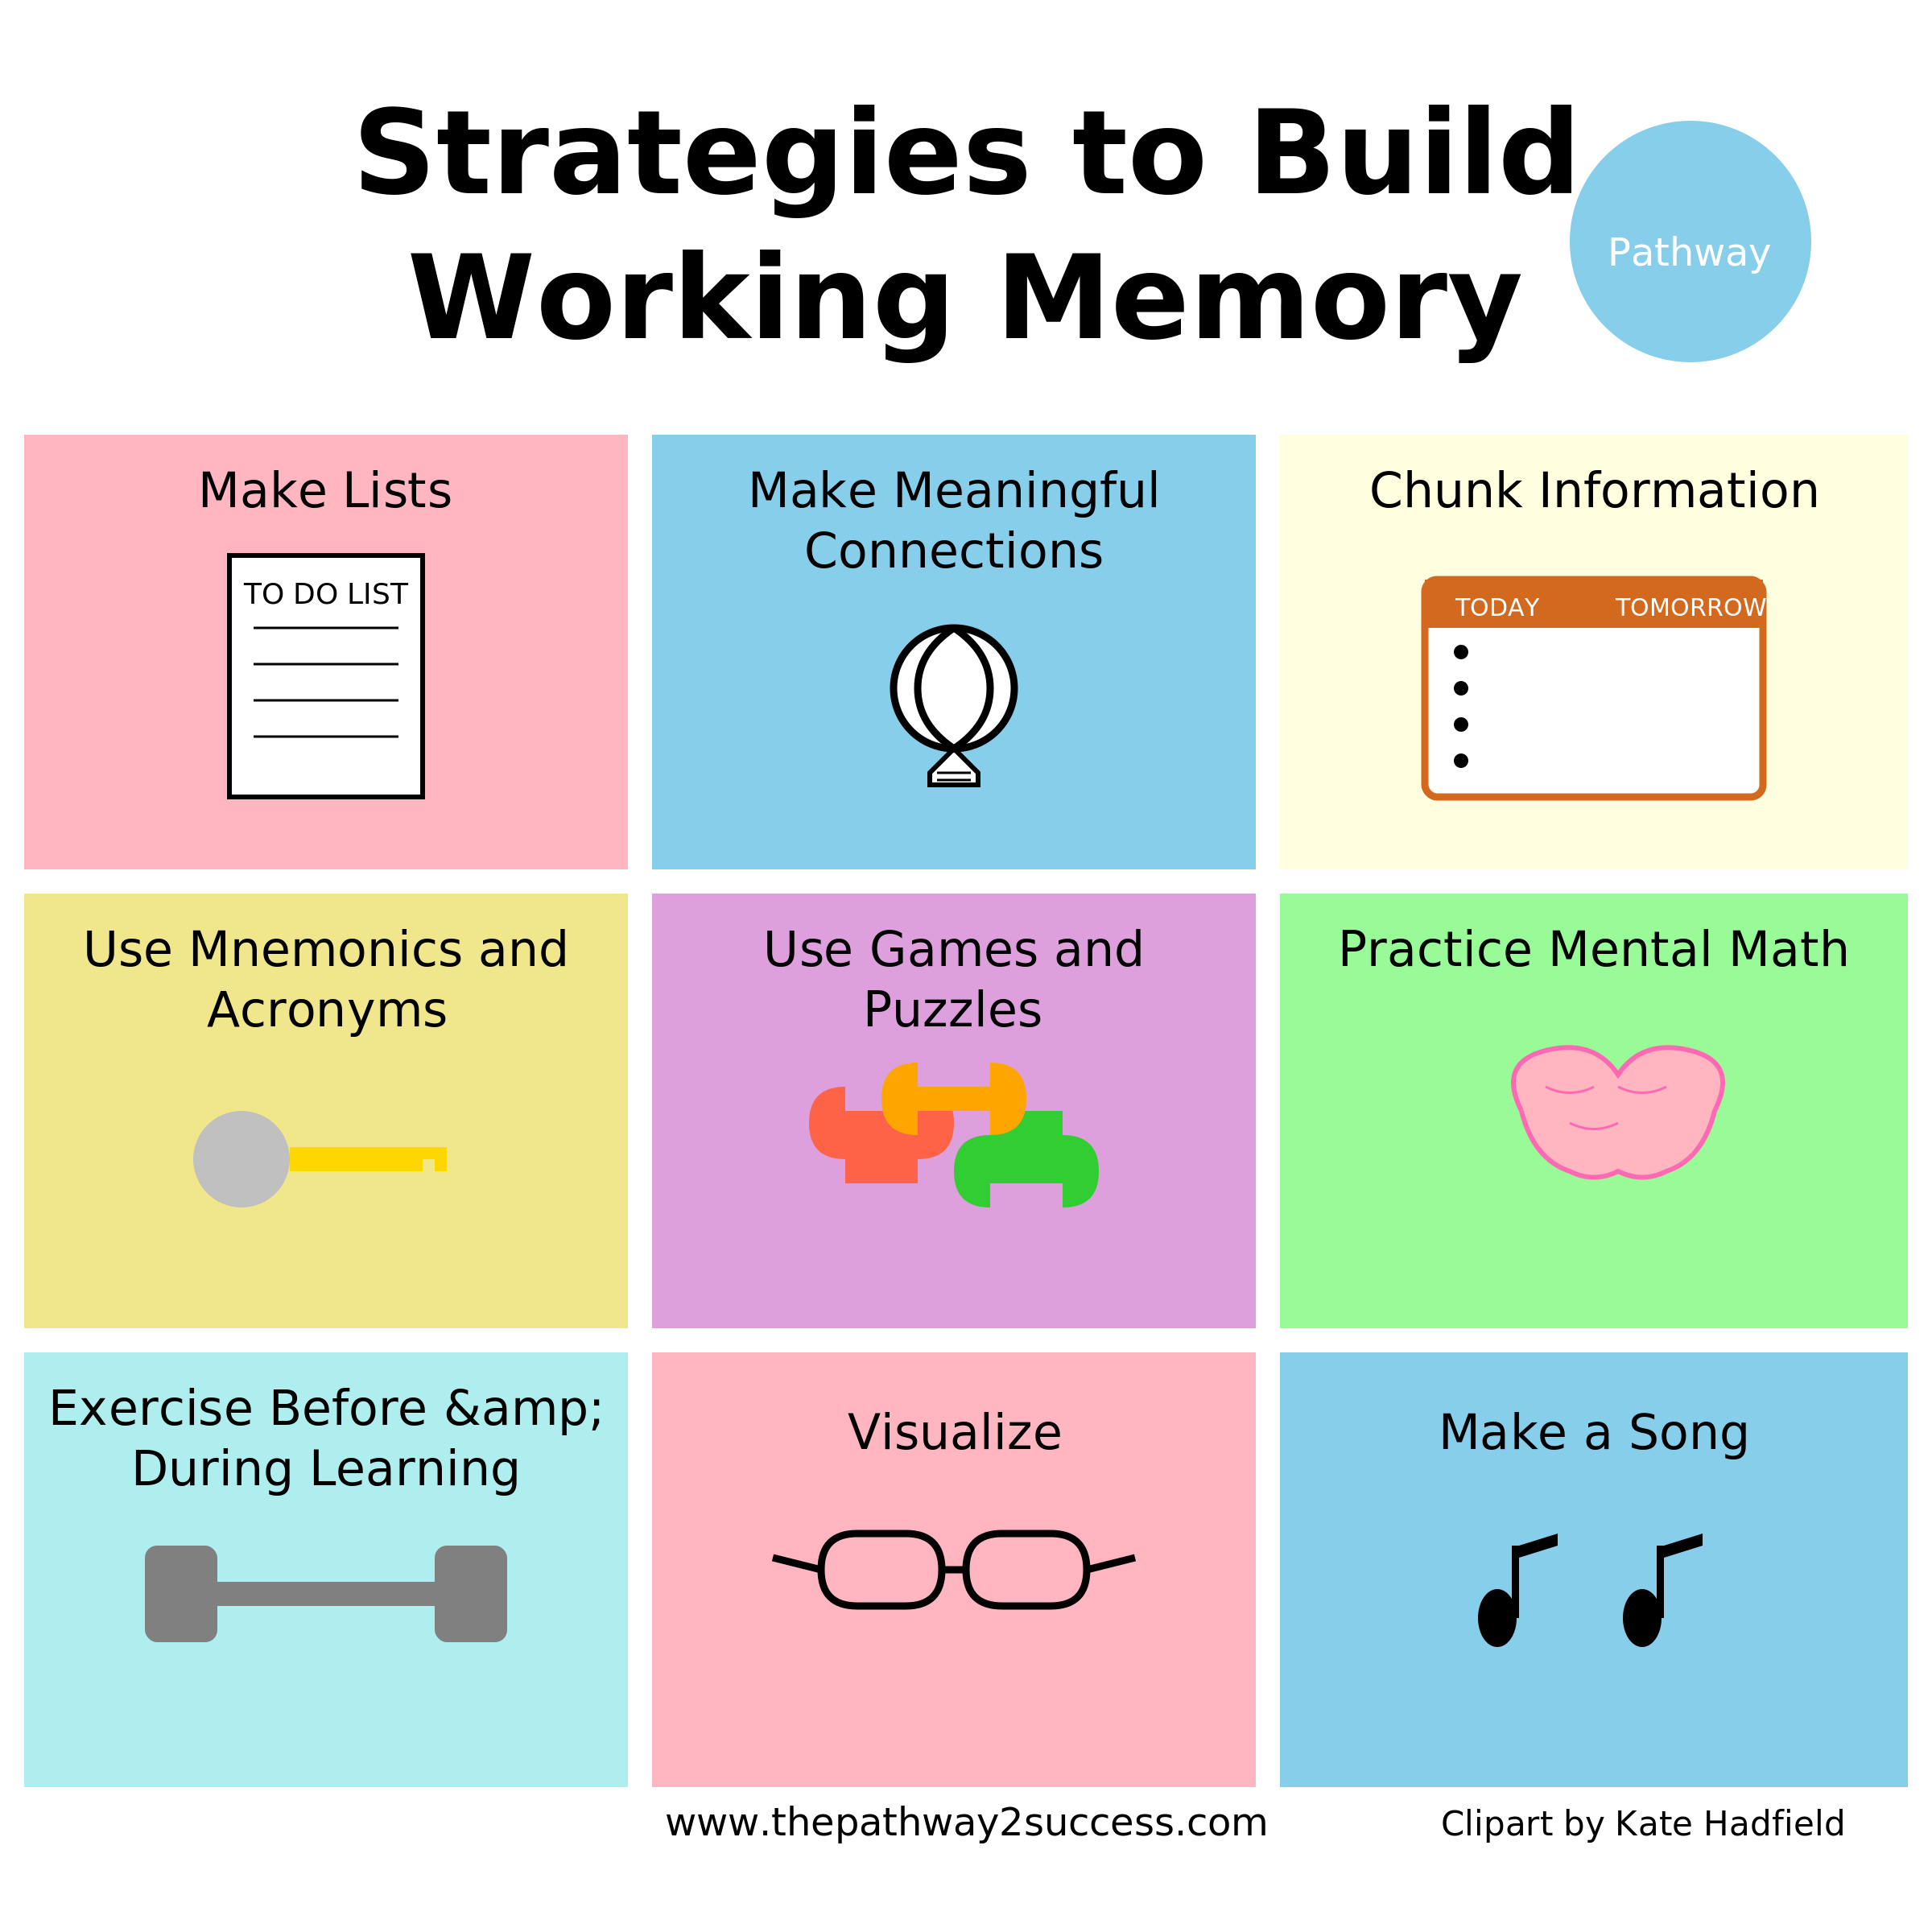 Strategies to Build
Working Memory
Pathway
Make Lists
TO DO LIST
Make Meaningful
Connections
Chunk Information
TODAY TOMORROW
Use Mnemonics and
Acronyms
Use Games and
Puzzles
Practice Mental Math
Exercise Before &amp;
During Learning
Visualize
Make a Song
www.thepathway2success.com
Clipart by Kate Hadfield